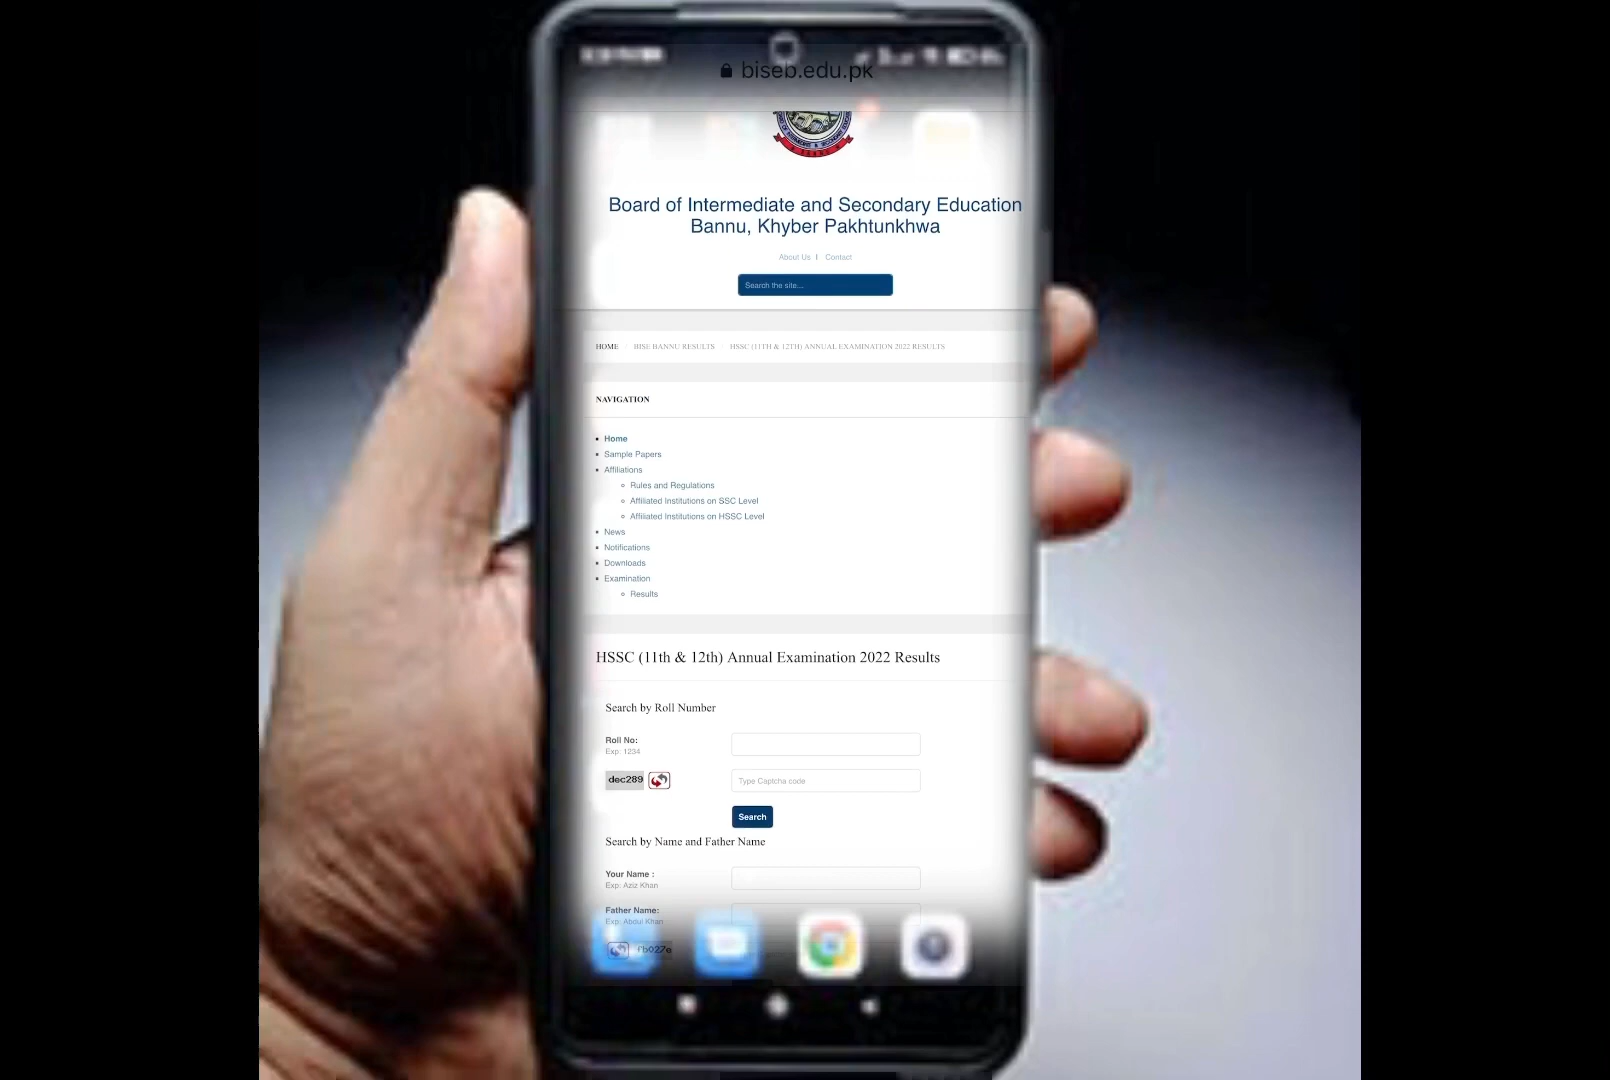 biseb.edu.pk
Board of Intermediate and Secondary Education
Bannu, Khyber Pakhtunkhwa
About Us | Contact
Search the site...
HOME / BISE BANNU RESULTS / HSSC (11TH & 12TH) ANNUAL EXAMINATION 2022 RESULTS
NAVIGATION
Home
Sample Papers
Affiliations
Rules and Regulations
Affiliated Institutions on SSC Level
Affiliated Institutions on HSSC Level
News
Notifications
Downloads
Examination
Results
HSSC (11th & 12th) Annual Examination 2022 Results
Search by Roll Number
Roll No:
Exp: 1234
dec289 Type Captcha code
Search
Search by Name and Father Name
Your Name :
Exp: Aziz Khan
Father Name:
Exp: Abdul Khan
fb027e